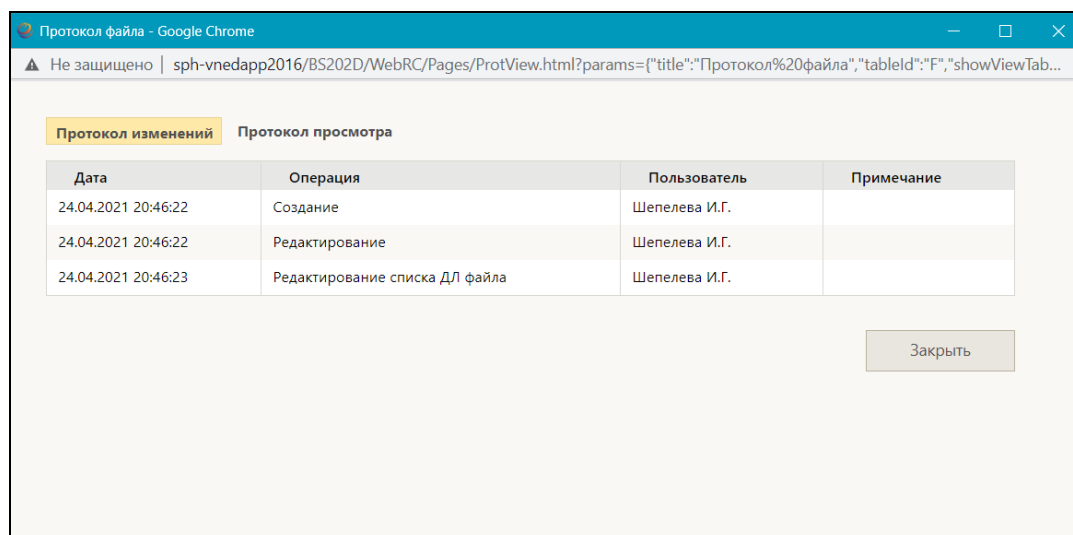 Протокол файла - Google Chrome
Не защищено | sph-vnedapp2016/BS202D/WebRC/Pages/ProtView.html?params={"title":"Протокол%20файла","tableId":"F","showViewTab...
Протокол изменений Протокол просмотра
Дата Операция Пользователь Примечание
24.04.2021 20:46:22 Создание Шепелева И.Г.
24.04.2021 20:46:22 Редактирование Шепелева И.Г.
24.04.2021 20:46:23 Редактирование списка ДЛ файла Шепелева И.Г.
Закрыть